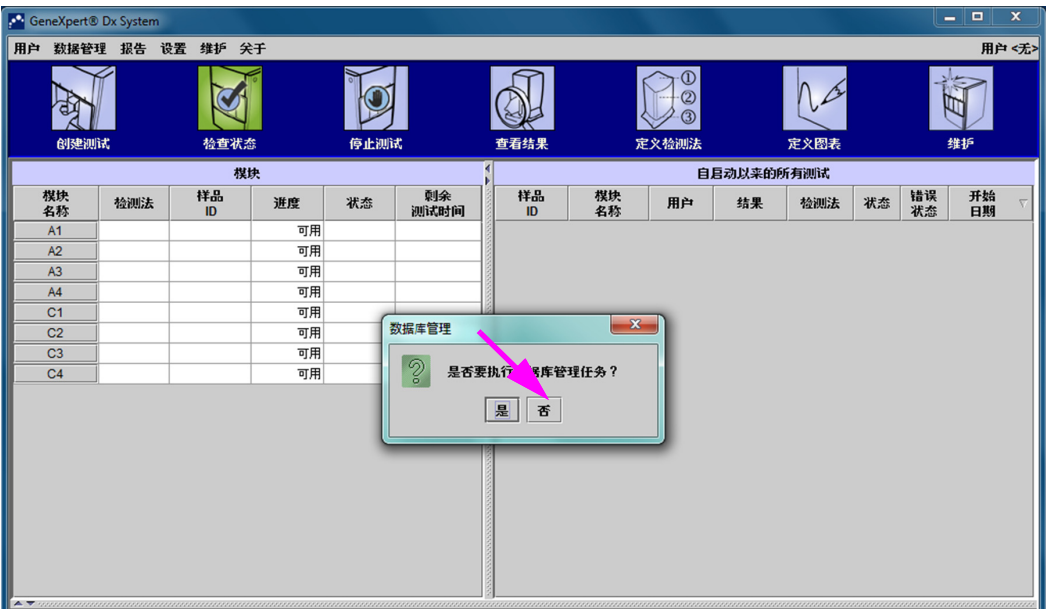 GeneXpert® Dx System
用户 数据管理 报告 设置 维护 关于 用户 <无>
创建测试 检查状态 停止测试 查看结果 定义检测法 定义图表 维护
模块 自启动以来的所有测试
模块名称 检测法 样品ID 进度 状态 剩余测试时间 样品ID 模块名称 用户 结果 检测法 状态 错误状态 开始日期
A1 可用
A2 可用
A3 可用
A4 可用
C1 可用
C2 可用
C3 可用
C4 可用
数据库管理
是否要执行 据库管理任务？
是 否